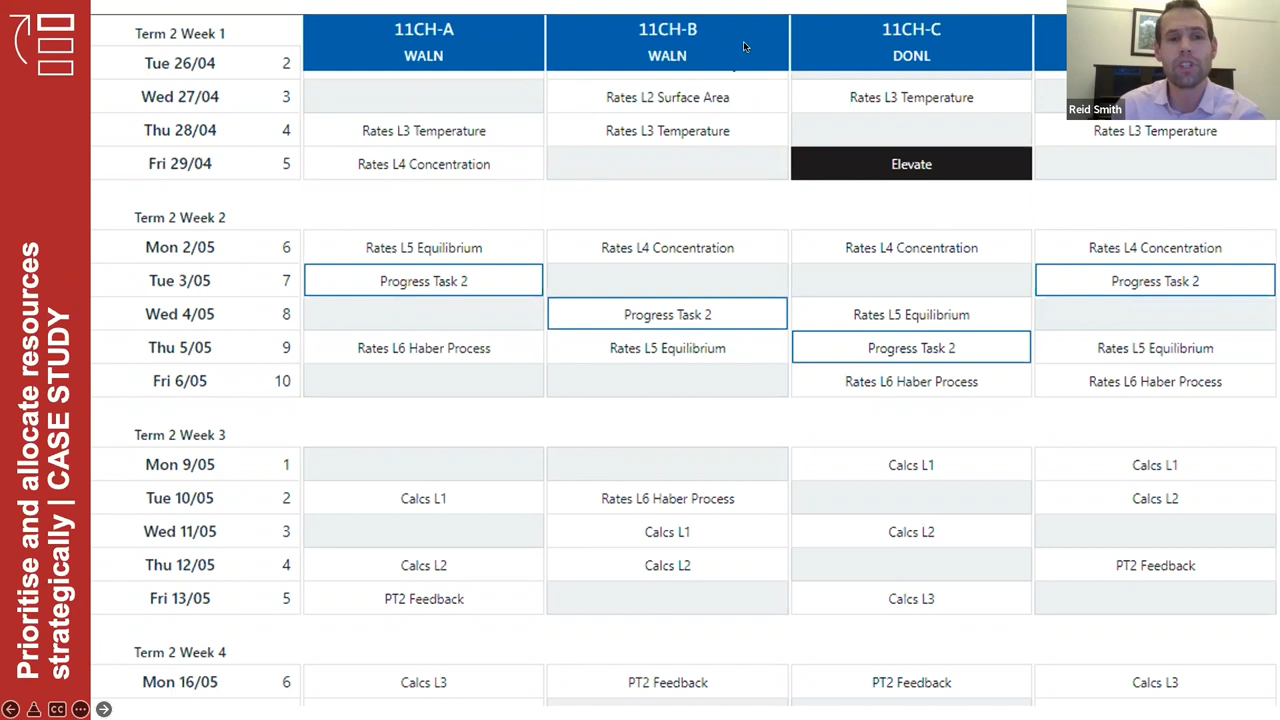 Prioritise and allocate resources
strategically | CASE STUDY
Term 2 Week 1 11CH-A 11CH-B 11CH-C
WALN WALN DONL
Tue 26/04 2
Wed 27/04 3 Rates L2 Surface Area Rates L3 Temperature
Reid Smith
Thu 28/04 4 Rates L3 Temperature Rates L3 Temperature Rates L3 Temperature
Fri 29/04 5 Rates L4 Concentration Elevate
Term 2 Week 2
Mon 2/05 6 Rates L5 Equilibrium Rates L4 Concentration Rates L4 Concentration Rates L4 Concentration
Tue 3/05 7 Progress Task 2 Progress Task 2
Wed 4/05 8 Progress Task 2 Rates L5 Equilibrium
Thu 5/05 9 Rates L6 Haber Process Rates L5 Equilibrium Progress Task 2 Rates L5 Equilibrium
Fri 6/05 10 Rates L6 Haber Process Rates L6 Haber Process
Term 2 Week 3
Mon 9/05 1 Calcs L1 Calcs L1
Tue 10/05 2 Calcs L1 Rates L6 Haber Process Calcs L2
Wed 11/05 3 Calcs L1 Calcs L2
Thu 12/05 4 Calcs L2 Calcs L2 PT2 Feedback
Fri 13/05 5 PT2 Feedback Calcs L3
Term 2 Week 4
Mon 16/05 6 Calcs L3 PT2 Feedback PT2 Feedback Calcs L3
CC